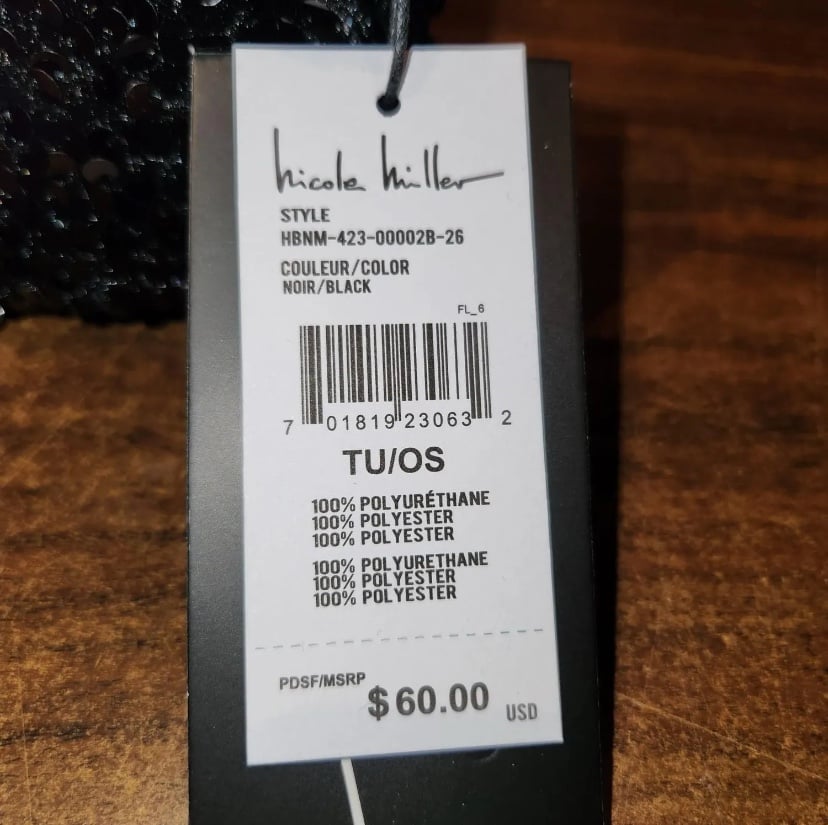 nicole miller
STYLE
HBNM-423-00002B-26
COULEUR/COLOR
NOIR/BLACK
FL_6
7 01819 23063 2
TU/OS
100% POLYURÉTHANE
100% POLYESTER
100% POLYESTER
100% POLYURETHANE
100% POLYESTER
100% POLYESTER
PDSF/MSRP
$60.00 USD